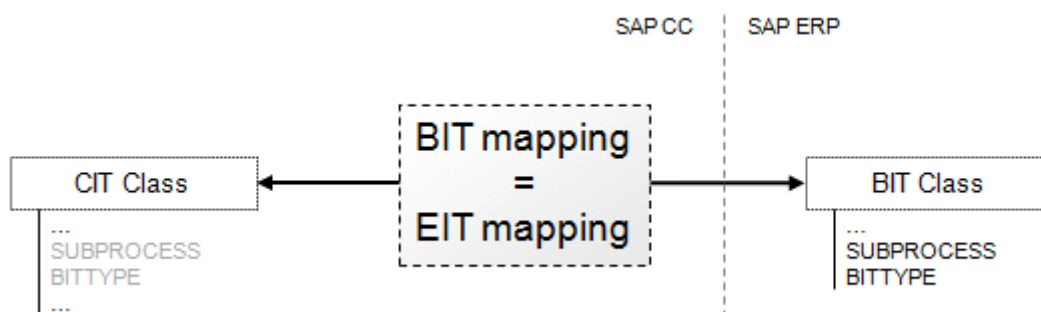 SAP CC
SAP ERP
BIT mapping
=
EIT mapping
CIT Class
...
SUBPROCESS
BITTYPE
...
BIT Class
...
SUBPROCESS
BITTYPE